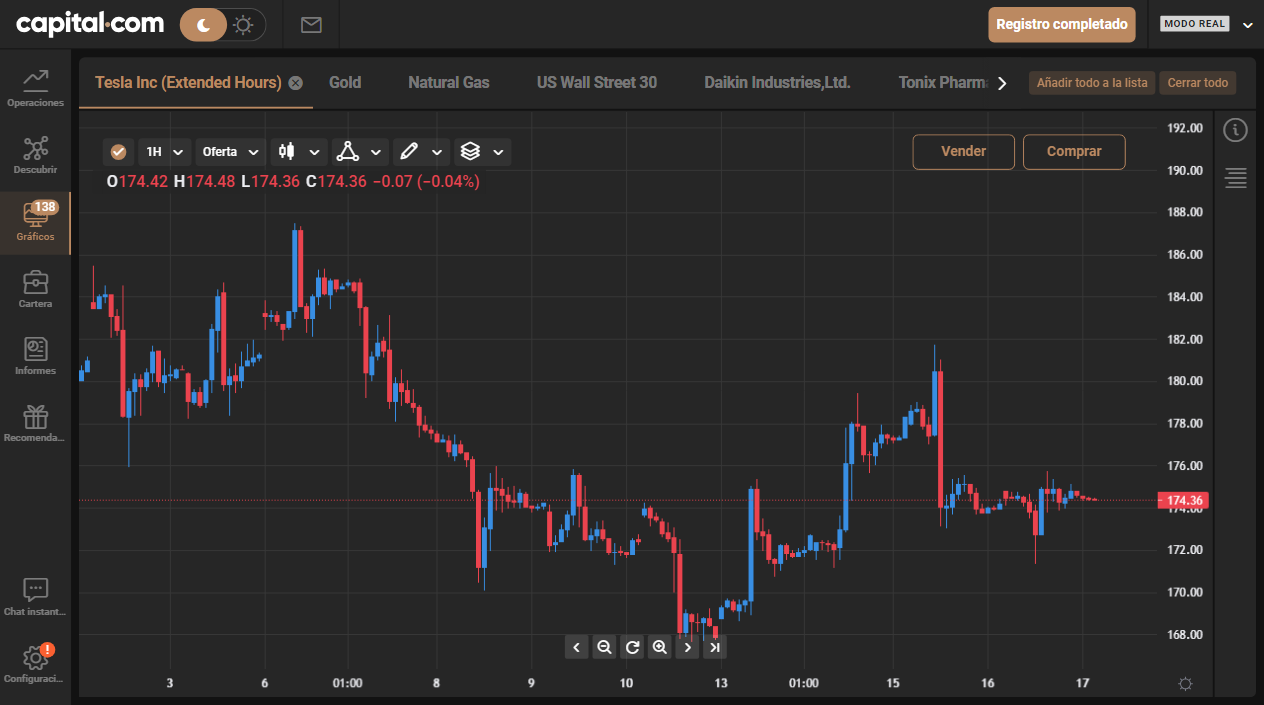 capital.com
Registro completado
MODO REAL
Tesla Inc (Extended Hours)
Gold
Natural Gas
US Wall Street 30
Daikin Industries,Ltd.
Tonix Pharm
Añadir todo a la lista
Cerrar todo
Operaciones
Descubrir
138
Gráficos
Cartera
Informes
Recomenda...
Chat instant...
!
Configuraci...
1H
Oferta
Vender
Comprar
O174.42 H174.48 L174.36 C174.36 −0.07 (−0.04%)
192.00
190.00
188.00
186.00
184.00
182.00
180.00
178.00
176.00
174.36
174.00
172.00
170.00
168.00
3 6 01:00 8 9 10 13 01:00 15 16 17